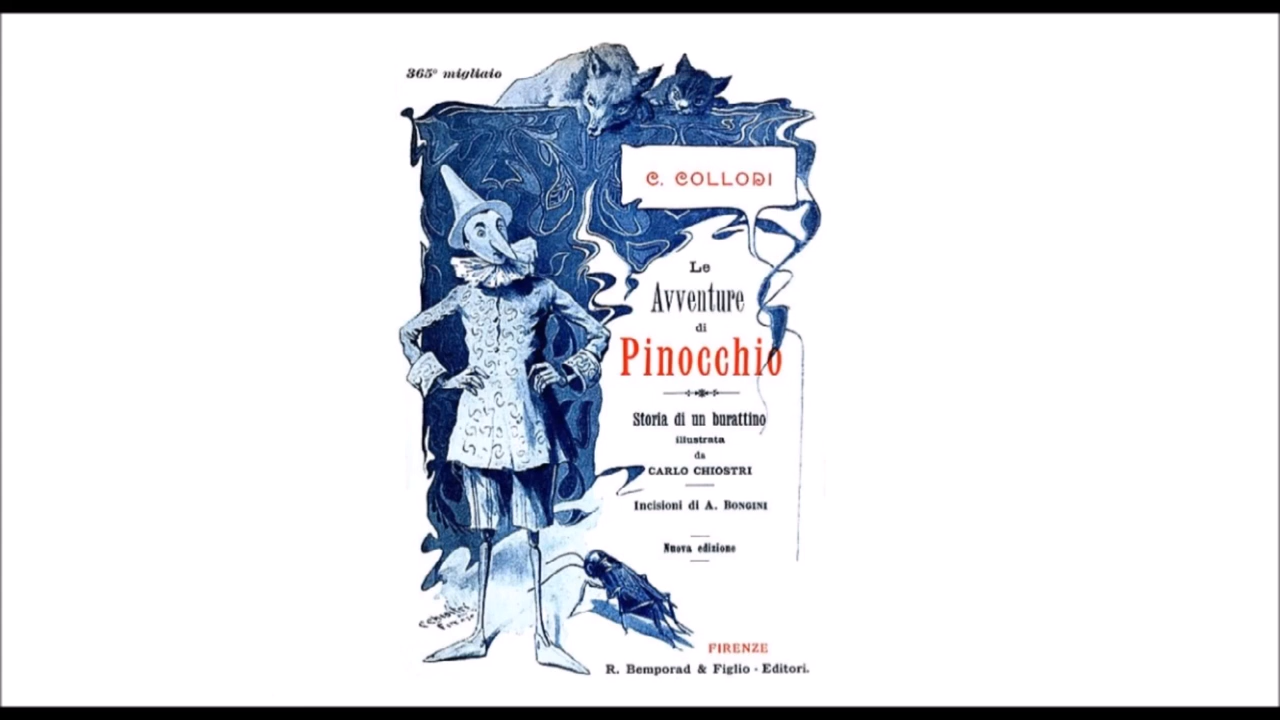 365º migliaio
C. COLLODI
Le
Avventure
di
Pinocchio
Storia di un burattino
illustrata
da
CARLO CHIOSTRI
Incisioni di A. BONGINI
Nuova edizione
FIRENZE
R. Bemporad & Figlio - Editori.